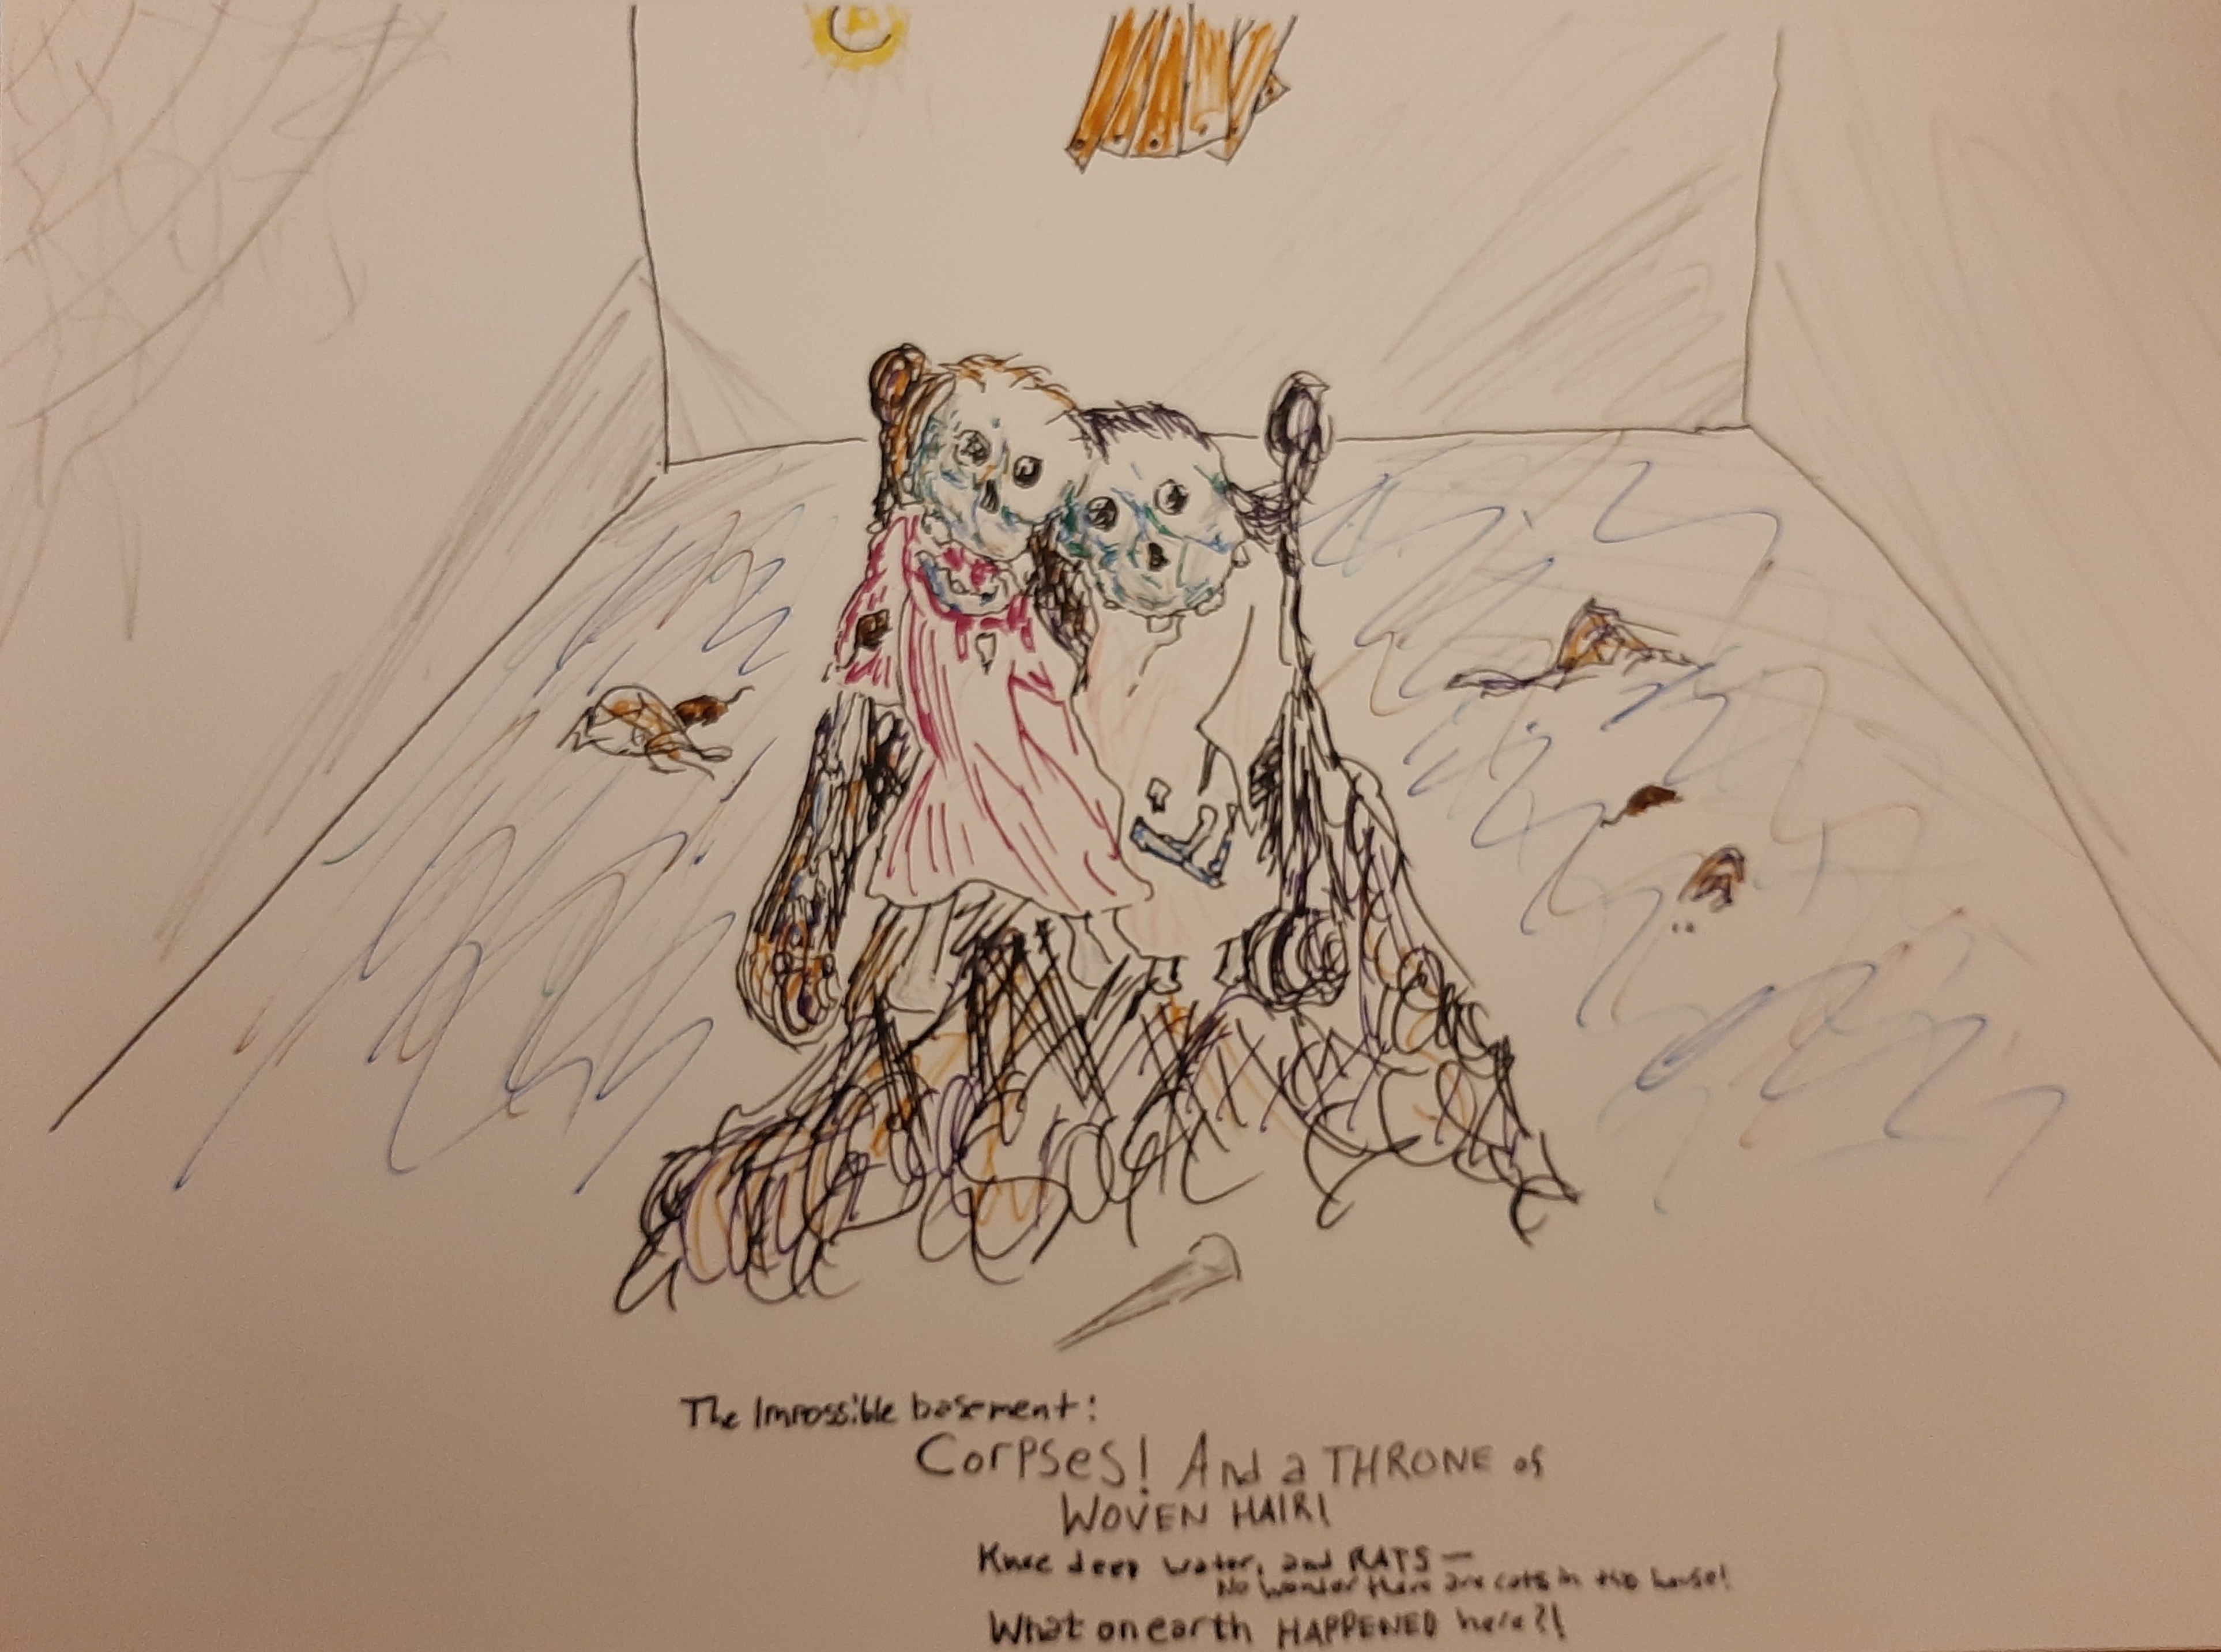 The Impossible basement:
Corpses! And a THRONE of
WOVEN HAIR!
Knee deep water, and RATS —
No wonder there are cats in this house!
What on earth HAPPENED here?!